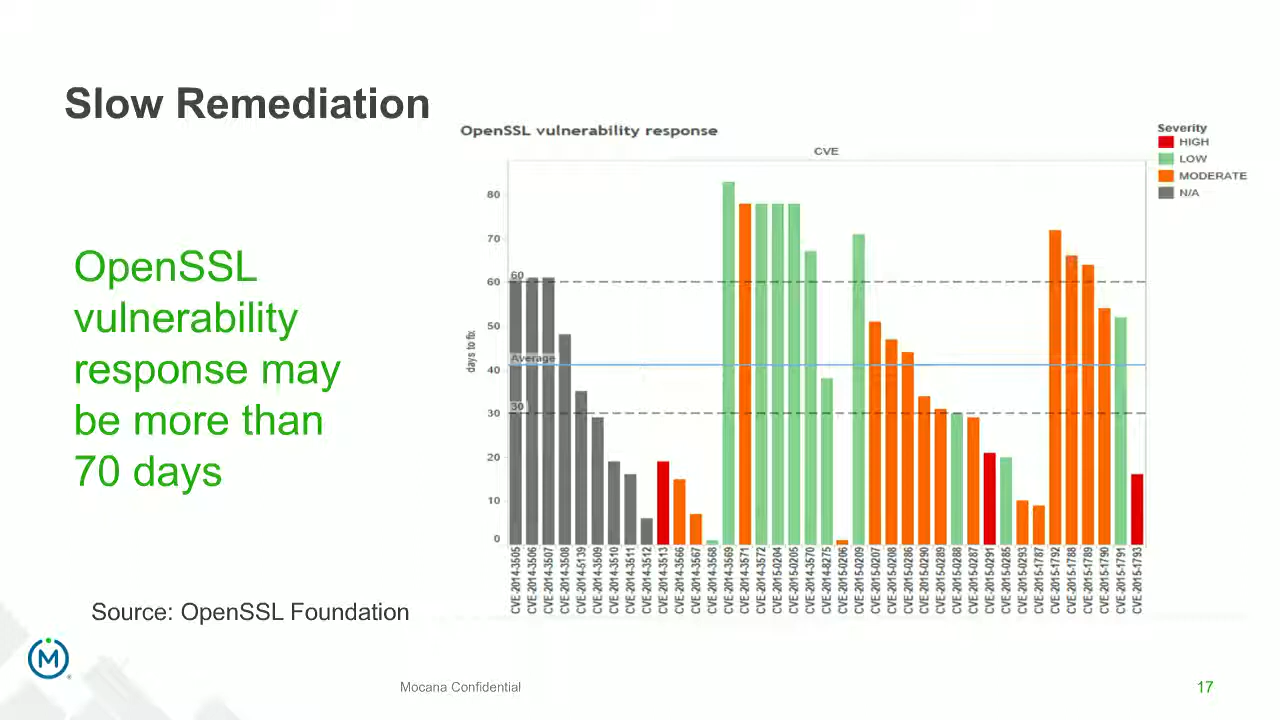 Slow Remediation
OpenSSL vulnerability response
CVE
Severity
HIGH
LOW
MODERATE
N/A
OpenSSL
vulnerability
response may
be more than
70 days
days to fix
80
70
60
50
40
30
20
10
0
60
Average
30
CVE-2014-3505
CVE-2014-3506
CVE-2014-3507
CVE-2014-3508
CVE-2014-5139
CVE-2014-3509
CVE-2014-3510
CVE-2014-3511
CVE-2014-3512
CVE-2014-3513
CVE-2014-3566
CVE-2014-3567
CVE-2014-3568
CVE-2014-3569
CVE-2014-3571
CVE-2014-3572
CVE-2015-0204
CVE-2015-0205
CVE-2014-3570
CVE-2014-8275
CVE-2015-0206
CVE-2015-0209
CVE-2015-0207
CVE-2015-0208
CVE-2015-0286
CVE-2015-0290
CVE-2015-0289
CVE-2015-0288
CVE-2015-0287
CVE-2015-0291
CVE-2015-0285
CVE-2015-0293
CVE-2015-1787
CVE-2015-1792
CVE-2015-1788
CVE-2015-1789
CVE-2015-1790
CVE-2015-1791
CVE-2015-1793
Source: OpenSSL Foundation
M
Mocana Confidential
17